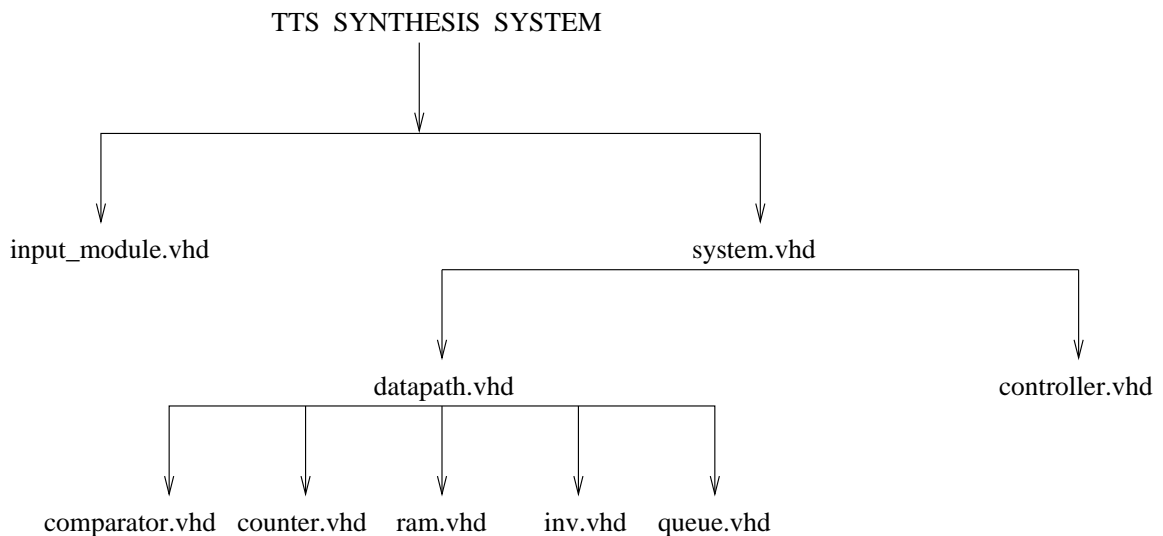 TTS SYNTHESIS SYSTEM
input_module.vhd system.vhd
datapath.vhd controller.vhd
comparator.vhd counter.vhd ram.vhd inv.vhd queue.vhd